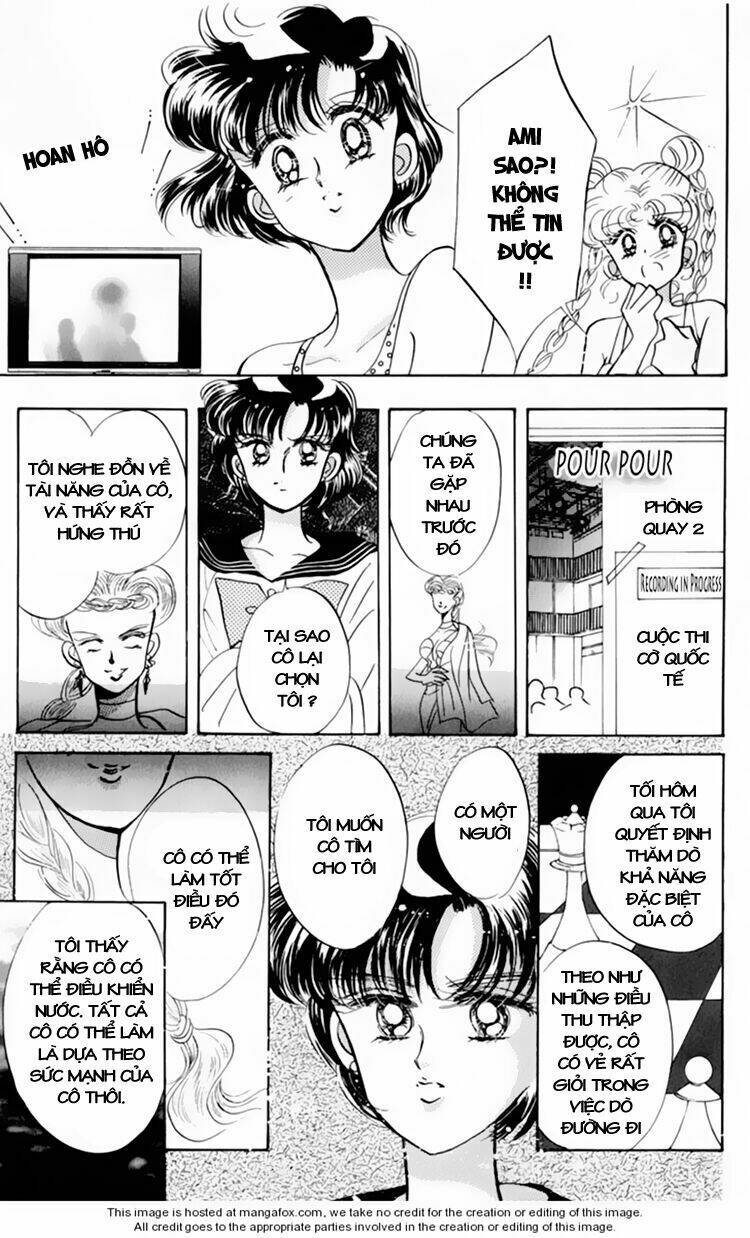 AMI
SAO?!
KHÔNG
THỂ TIN
ĐƯỢC
!!
HOAN HÔ
POUR POUR
PHÒNG
QUAY 2
RECORDING IN PROGRESS
CUỘC THI
CỜ QUỐC
TẾ
CHÚNG
TA ĐÃ
GẶP
NHAU
TRƯỚC
ĐÓ
TẠI SAO
CÔ LẠI
CHỌN
TÔI ?
TÔI NGHE ĐỒN VỀ
TÀI NĂNG CỦA CÔ,
VÀ THẤY RẤT
HỨNG THÚ
TỐI HÔM
QUA TÔI
QUYẾT ĐỊNH
THĂM DÒ
KHẢ NĂNG
ĐẶC BIỆT
CỦA CÔ
THEO NHƯ
NHỮNG ĐIỀU
THU THẬP
ĐƯỢC, CÔ
CÓ VẺ RẤT
GIỎI TRONG
VIỆC DÒ
ĐƯỜNG ĐI
CÓ MỘT
NGƯỜI
TÔI MUỐN
CÔ TÌM
CHO TÔI
CÔ CÓ THỂ
LÀM TỐT
ĐIỀU ĐÓ
ĐẤY
TÔI THẤY
RẰNG CÔ CÓ
THỂ ĐIỀU KHIỂN
NƯỚC. TẤT CẢ
CÔ CÓ THỂ LÀM
LÀ DỰA THEO
SỨC MẠNH CỦA
CÔ THÔI.
This image is hosted at mangafox.com, we take no credit for the creation or editing of this image.
All credit goes to the appropriate parties involved in the creation or editing of this image.